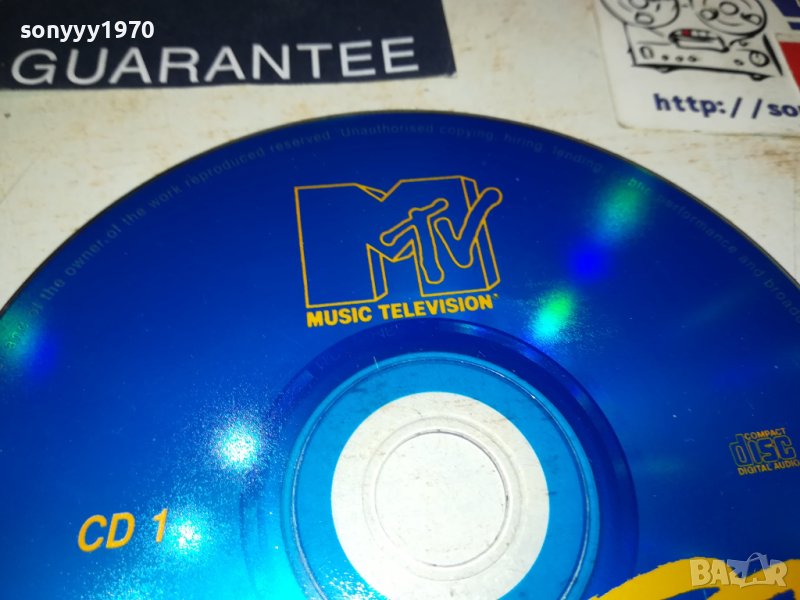 sonyyy1970
GUARANTEE
http://so
of the owner of the work reproduced reserved. Unauthorised copying, hiring, lending, performance and broad
MTV
MUSIC TELEVISION
COMPACT
disc
DIGITAL AUDIO
CD 1
BAZAR